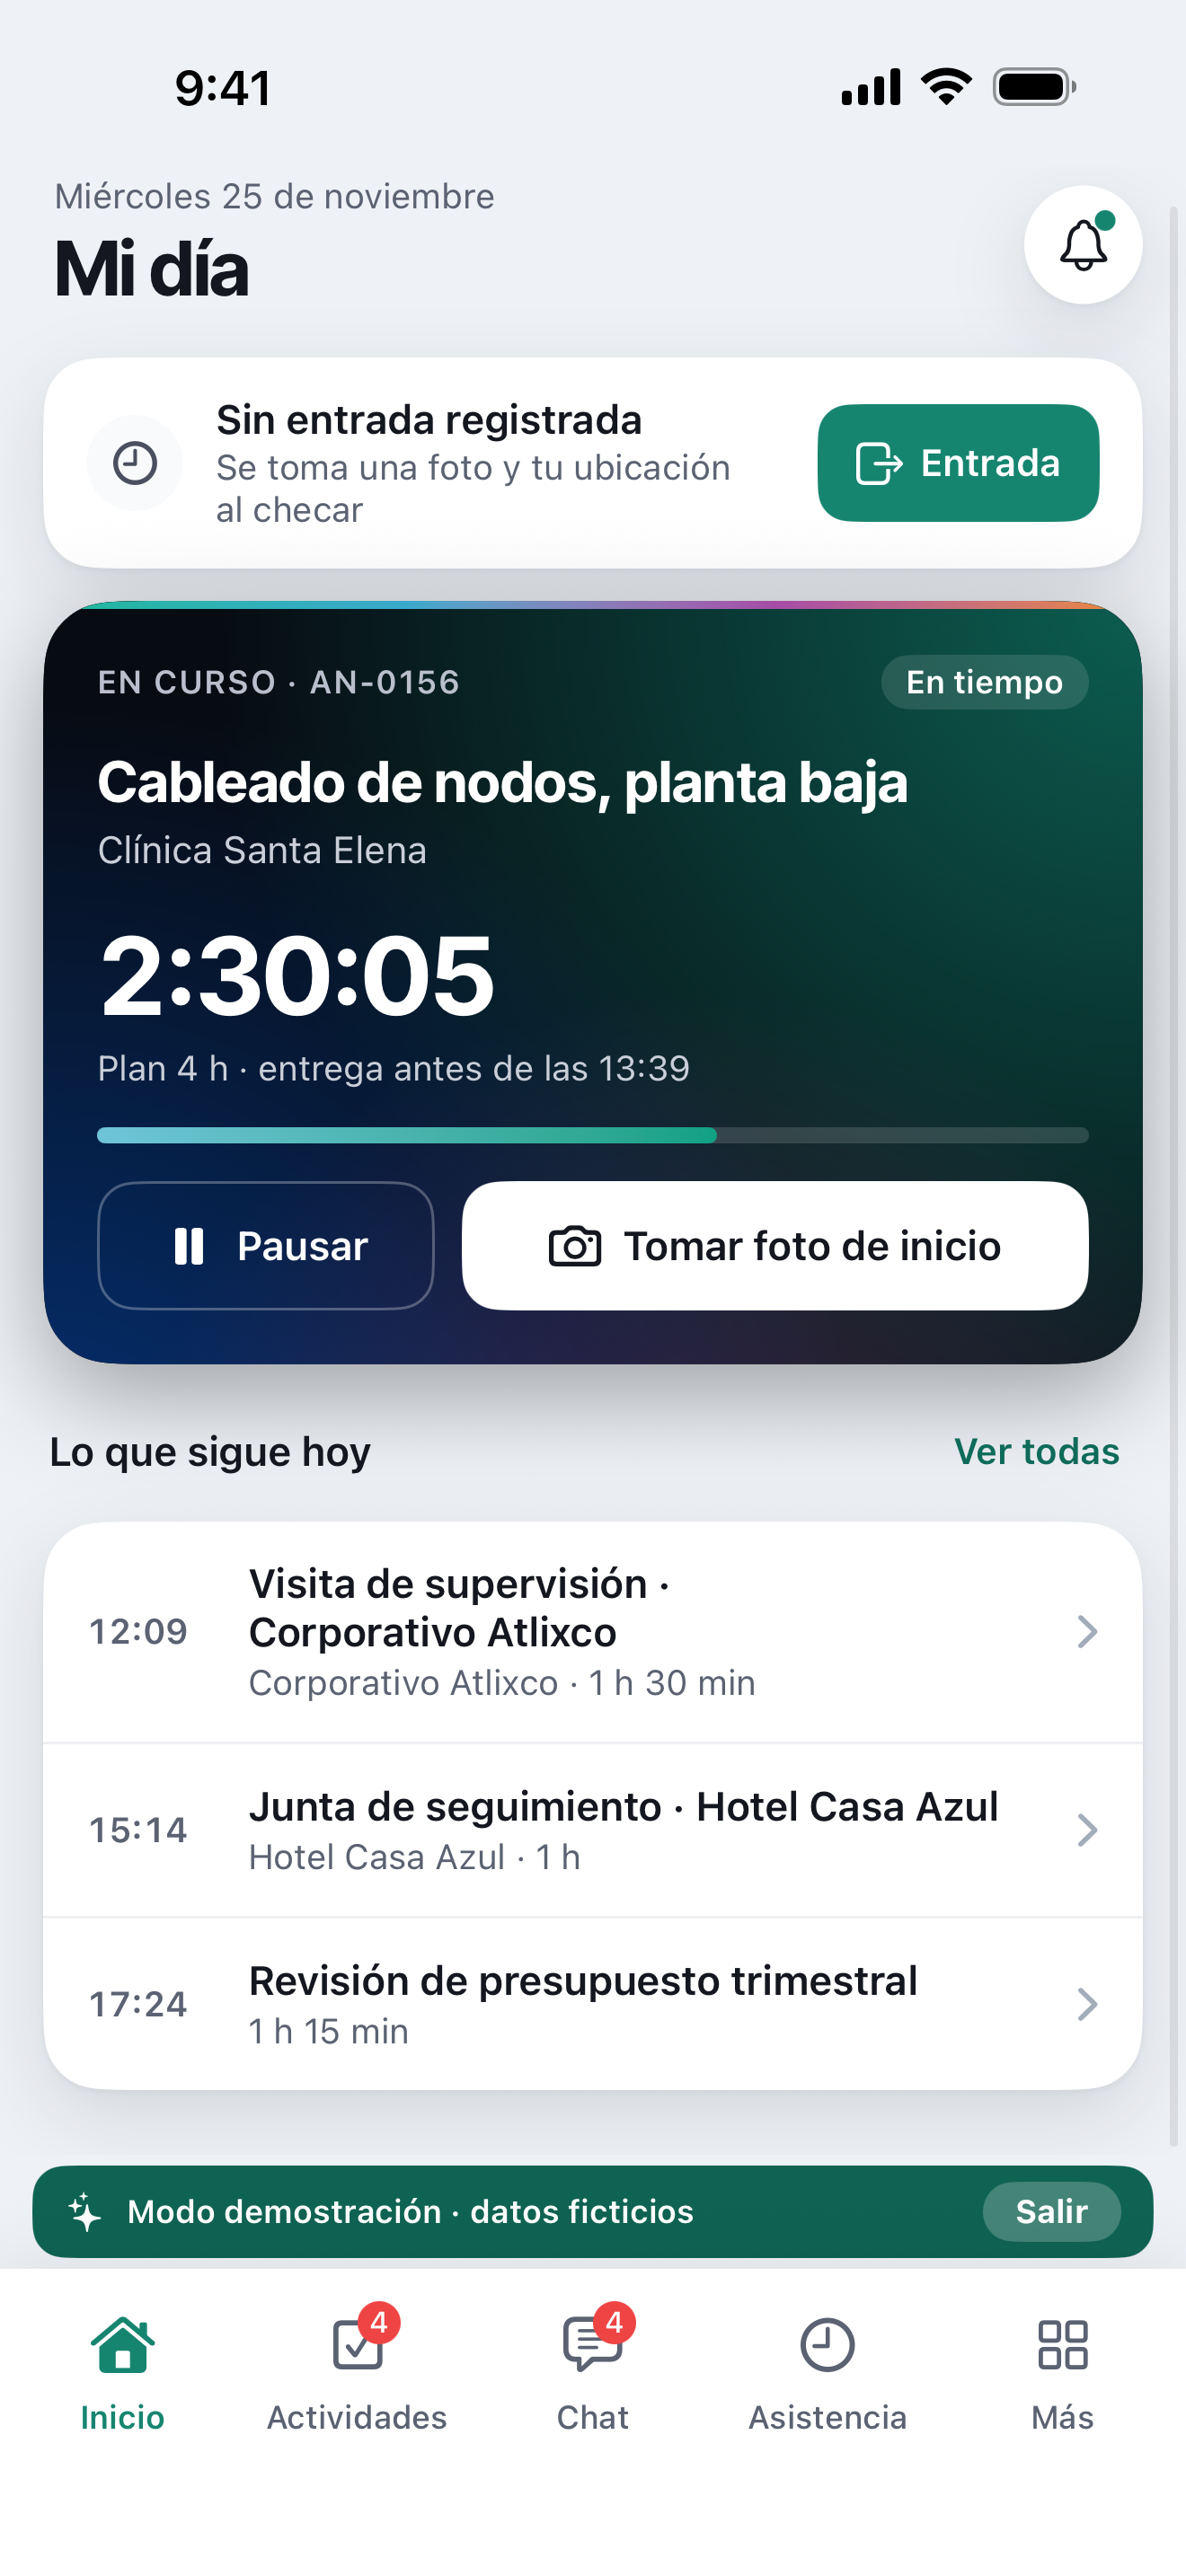 9:41
Miércoles 25 de noviembre
Mi día
Sin entrada registrada
Se toma una foto y tu ubicación
al checar
Entrada
EN CURSO · AN-0156
En tiempo
Cableado de nodos, planta baja
Clínica Santa Elena
2:30:05
Plan 4 h · entrega antes de las 13:39
Pausar
Tomar foto de inicio
Lo que sigue hoy
Ver todas
12:09
Visita de supervisión ·
Corporativo Atlixco
Corporativo Atlixco · 1 h 30 min
15:14
Junta de seguimiento · Hotel Casa Azul
Hotel Casa Azul · 1 h
17:24
Revisión de presupuesto trimestral
1 h 15 min
Modo demostración · datos ficticios
Salir
4
4
Inicio
Actividades
Chat
Asistencia
Más